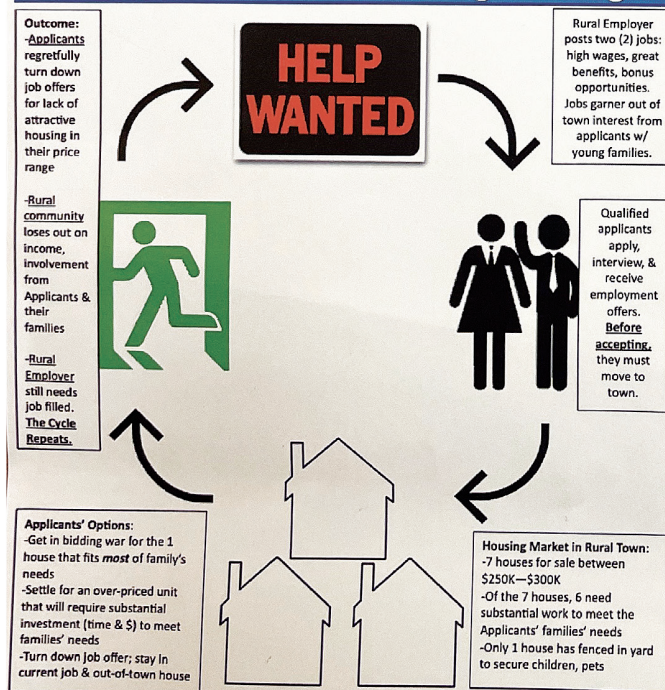 Outcome:
-Applicants
regretfully
turn down
job offers
for lack of
attractive
housing in
their price
range
-Rural
community
loses out on
income,
involvement
from
Applicants &
their
families
-Rural
Employer
still needs
job filled.
The Cycle
Repeats.
HELP
WANTED
Rural Employer
posts two (2) jobs:
high wages, great
benefits, bonus
opportunities.
Jobs garner out of
town interest from
applicants w/
young families.
Qualified
applicants
apply,
interview, &
receive
employment
offers.
Before
accepting,
they must
move to
town.
Applicants' Options:
-Get in bidding war for the 1
house that fits most of family's
needs
-Settle for an over-priced unit
that will require substantial
investment (time & $) to meet
families' needs
-Turn down job offer; stay in
current job & out-of-town house
Housing Market in Rural Town:
-7 houses for sale between
$250K—$300K
-Of the 7 houses, 6 need
substantial work to meet the
Applicants' families' needs
-Only 1 house has fenced in yard
to secure children, pets